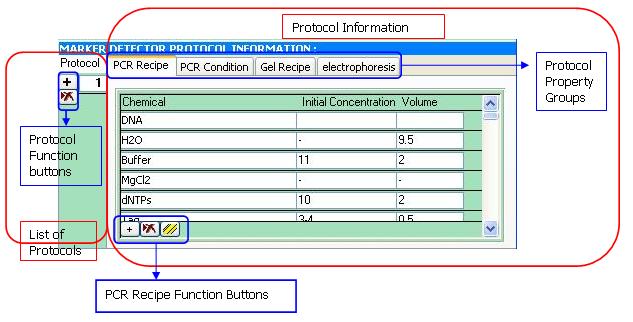 Protocol Information
MARKER DETECTOR PROTOCOL INFORMATION :
Protocol
PCR Recipe
PCR Condition
Gel Recipe
electrophoresis
Protocol
Property
Groups
+
1
Chemical Initial Concentration Volume
DNA
H2O - 9.5
Buffer 11 2
MgCl2 - -
dNTPs 10 2
Taq 3-4 0.5
+
Protocol
Function
buttons
List of
Protocols
PCR Recipe Function Buttons